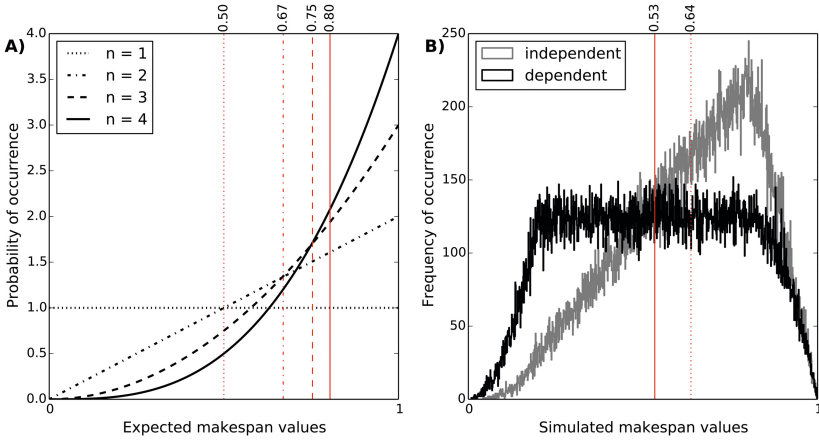 0.50
0.67
0.75
0.80
A)
4.0
3.5
3.0
2.5
2.0
1.5
1.0
0.5
0.0
Probability of occurrence
n = 1
n = 2
n = 3
n = 4
0
1
Expected makespan values
0.53
0.64
B)
250
200
150
100
50
0
Frequency of occurrence
independent
dependent
0
1
Simulated makespan values